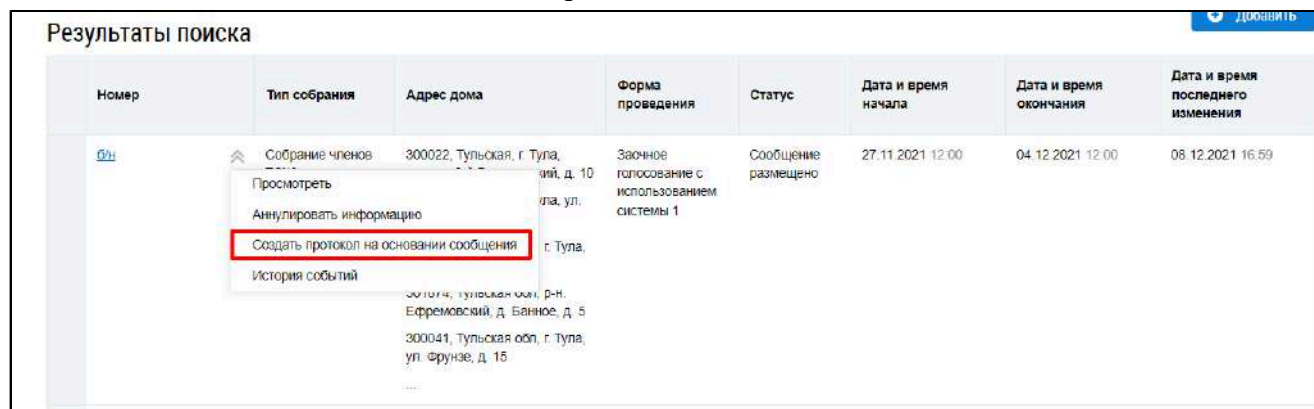 Добавить
Результаты поиска
Номер
Тип собрания
Адрес дома
Форма
проведения
Статус
Дата и время
начала
Дата и время
окончания
Дата и время
последнего
изменения
б/н
Собрание членов
300022, Тульская, г. Тула,
д. 10
Заочное
голосование с
использованием
системы 1
Сообщение
размещено
27.11.2021 12:00
04.12.2021 12:00
08.12.2021 16:59
Просмотреть
ул.
Аннулировать информацию
Создать протокол на основании сообщения
г. Тула,
История событий
Ефремовский, д. Банное, д. 5
300041, Тульская обл, г. Тула,
ул. Фрунзе, д. 15
...